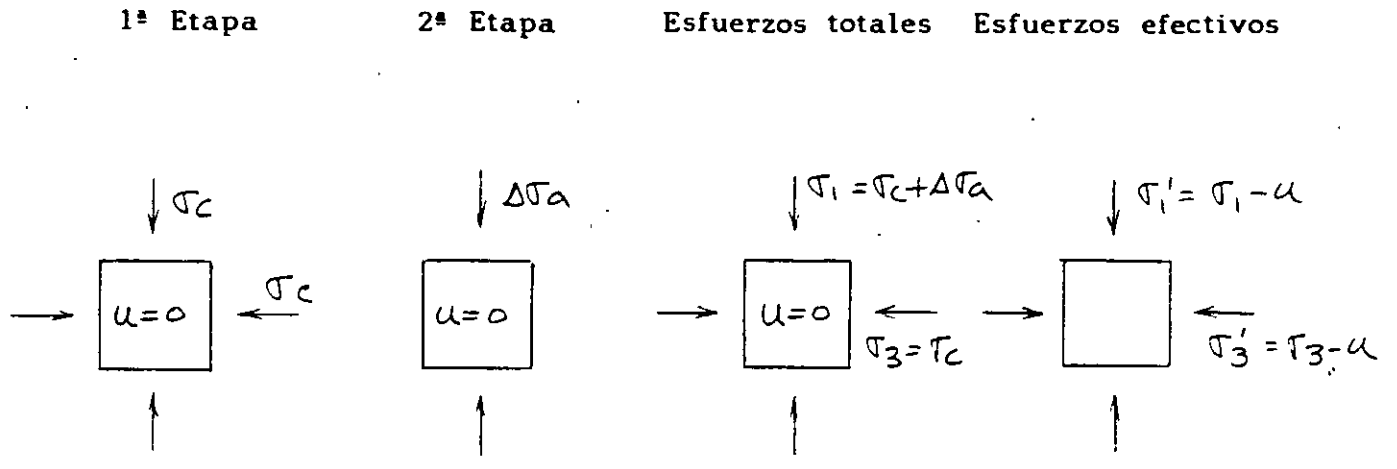 1ª Etapa 2ª Etapa Esfuerzos totales Esfuerzos efectivos
σc
Δσa
σ1 = σc + Δσa
σ1' = σ1 - u
u=0
σc
u=0
u=0
σ3 = σc
σ3' = σ3 - u